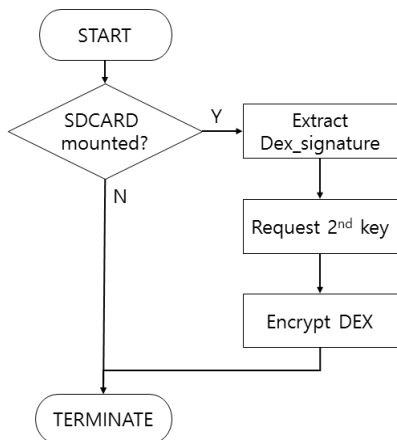 START
SDCARD
mounted?
Y
N
Extract
Dex_signature
Request 2nd key
Encrypt DEX
TERMINATE